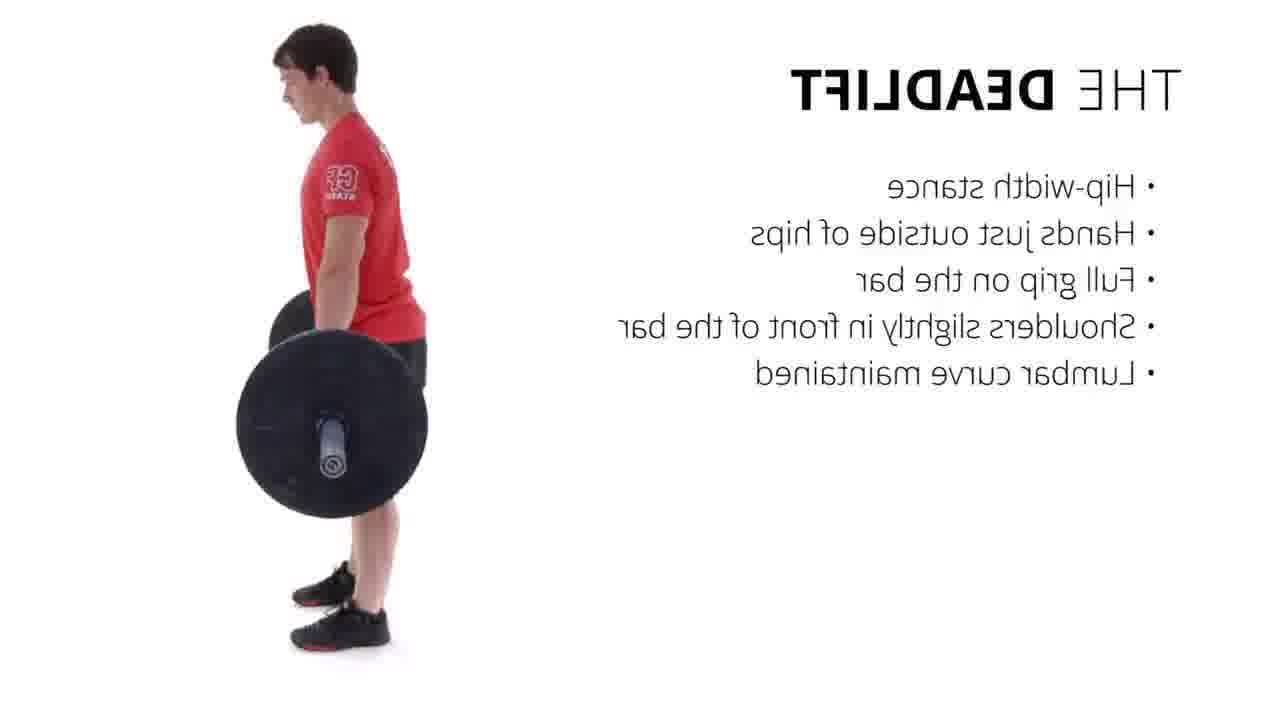 THE DEADLIFT
• Hip-width stance
• Hands just outside of hips
• Full grip on the bar
• Shoulders slightly in front of the bar
• Lumbar curve maintained